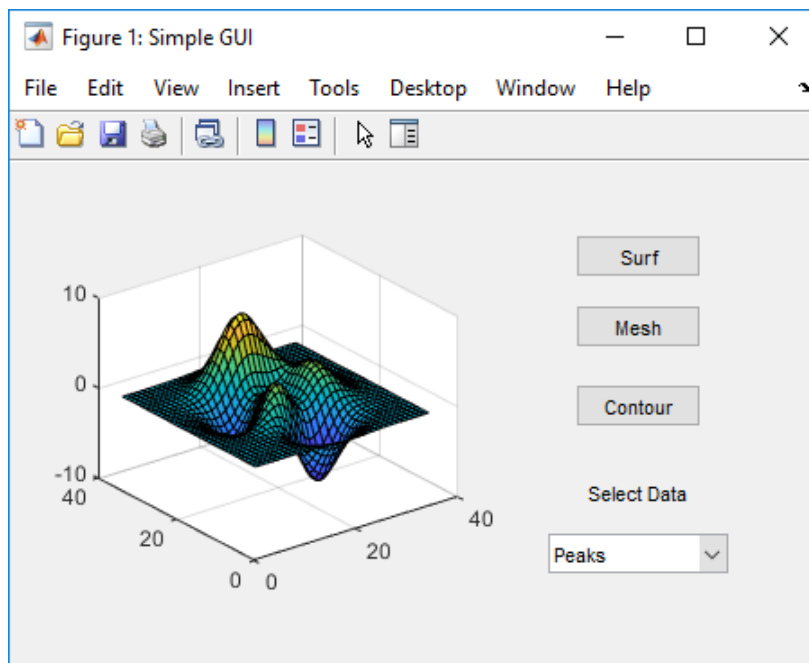 Figure 1: Simple GUI
File Edit View Insert Tools Desktop Window Help
Surf
Mesh
Contour
Select Data
Peaks
10
0
-10
40
20
0
0
20
40